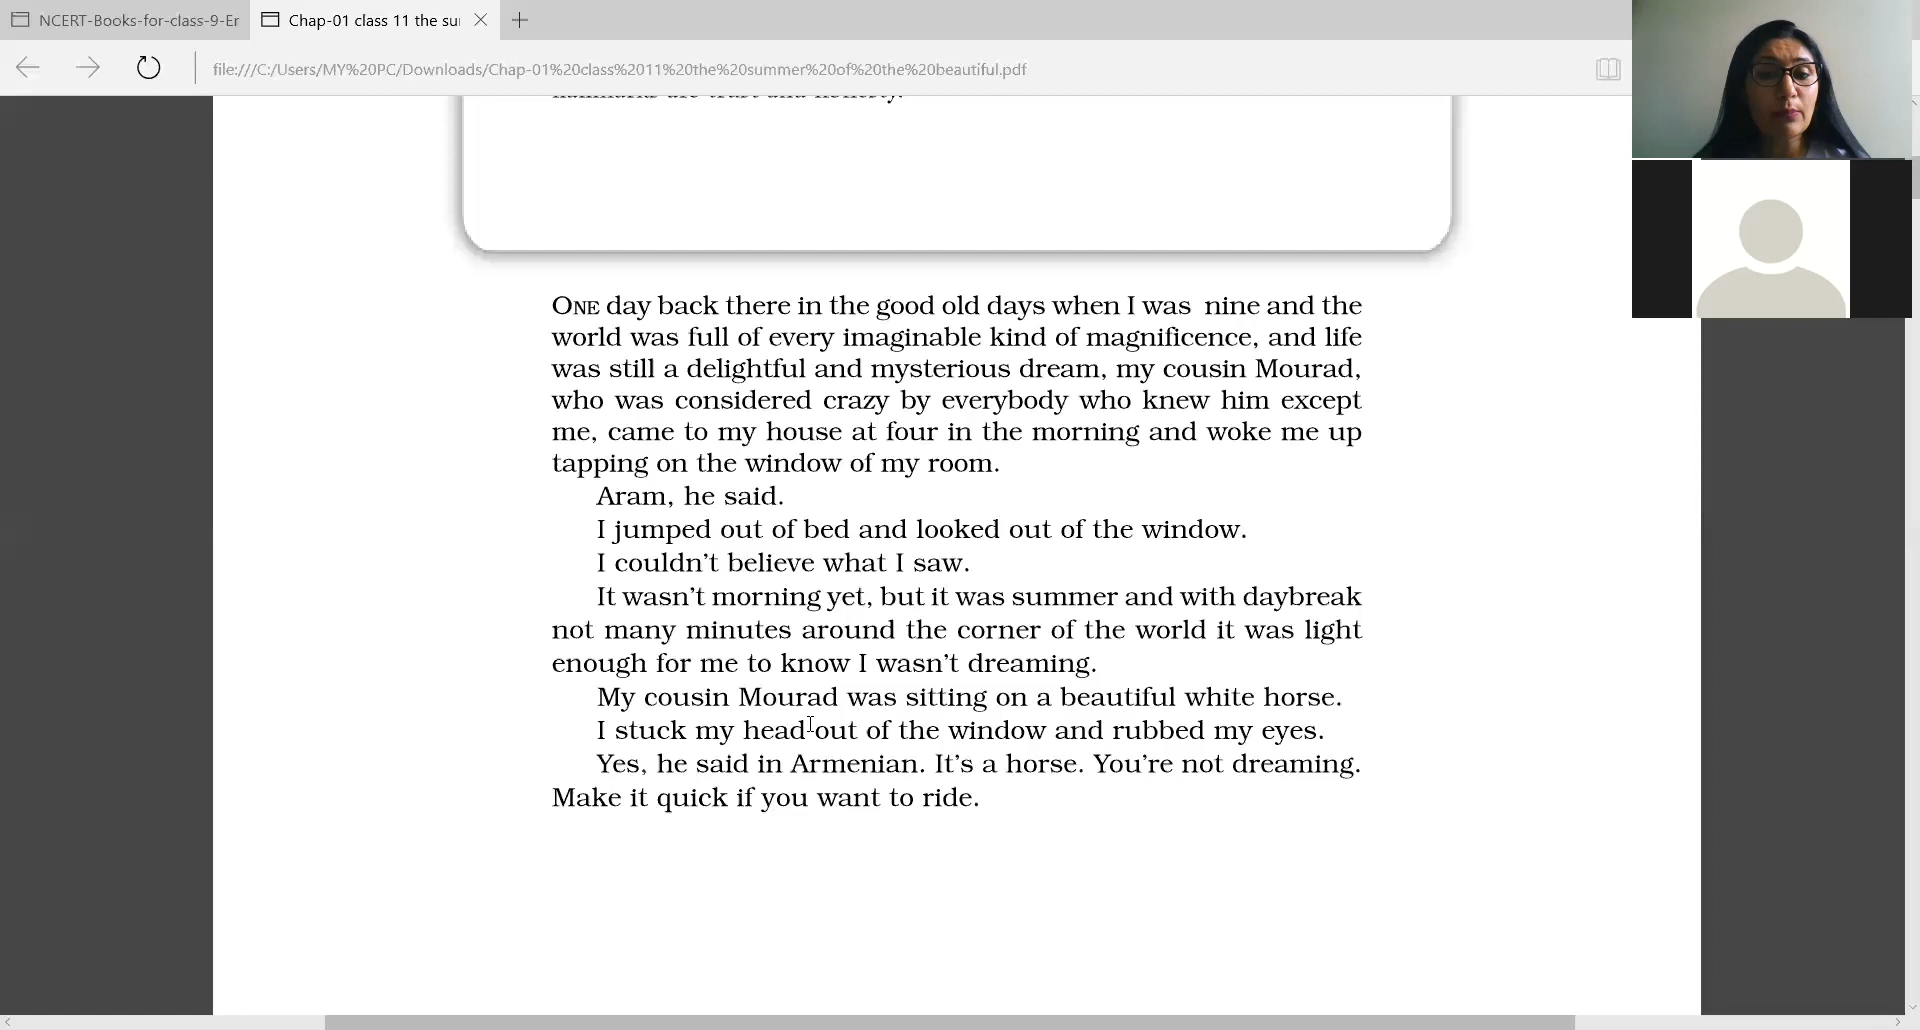 NCERT-Books-for-class-9-Er
Chap-01 class 11 the su
file:///C:/Users/MY%20PC/Downloads/Chap-01%20class%2011%20the%20summer%20of%20the%20beautiful.pdf
hallmarks are trust and honesty.
ONE day back there in the good old days when I was nine and the
world was full of every imaginable kind of magnificence, and life
was still a delightful and mysterious dream, my cousin Mourad,
who was considered crazy by everybody who knew him except
me, came to my house at four in the morning and woke me up
tapping on the window of my room.
Aram, he said.
I jumped out of bed and looked out of the window.
I couldn't believe what I saw.
It wasn't morning yet, but it was summer and with daybreak
not many minutes around the corner of the world it was light
enough for me to know I wasn't dreaming.
My cousin Mourad was sitting on a beautiful white horse.
I stuck my head out of the window and rubbed my eyes.
Yes, he said in Armenian. It's a horse. You're not dreaming.
Make it quick if you want to ride.